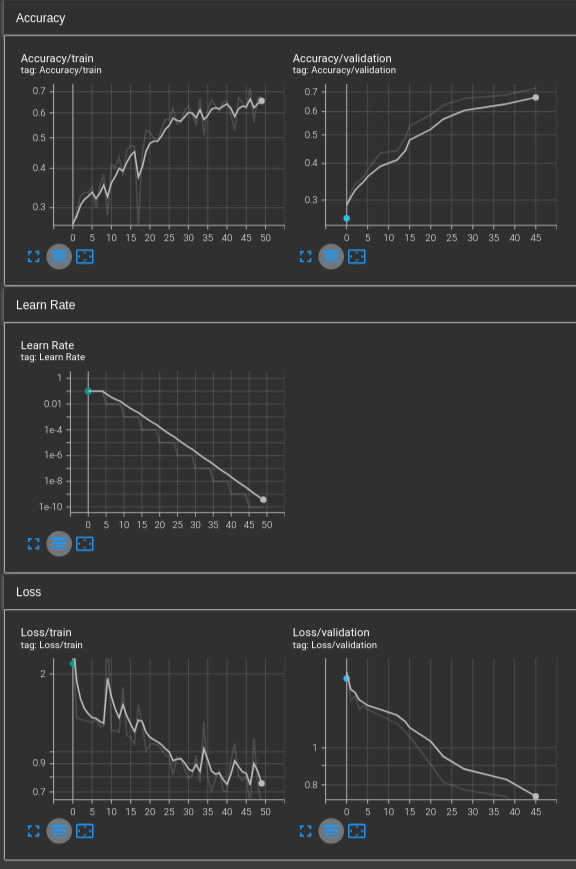 Accuracy
Accuracy/train
tag: Accuracy/train
0.7
0.6
0.5
0.4
0.3
0 5 10 15 20 25 30 35 40 45 50
Accuracy/validation
tag: Accuracy/validation
0.7
0.6
0.5
0.4
0.3
0 5 10 15 20 25 30 35 40 45
Learn Rate
Learn Rate
tag: Learn Rate
1
0.01
1e-4
1e-6
1e-8
1e-10
0 5 10 15 20 25 30 35 40 45 50
Loss
Loss/train
tag: Loss/train
2
0.9
0.7
0 5 10 15 20 25 30 35 40 45 50
Loss/validation
tag: Loss/validation
1
0.8
0 5 10 15 20 25 30 35 40 45